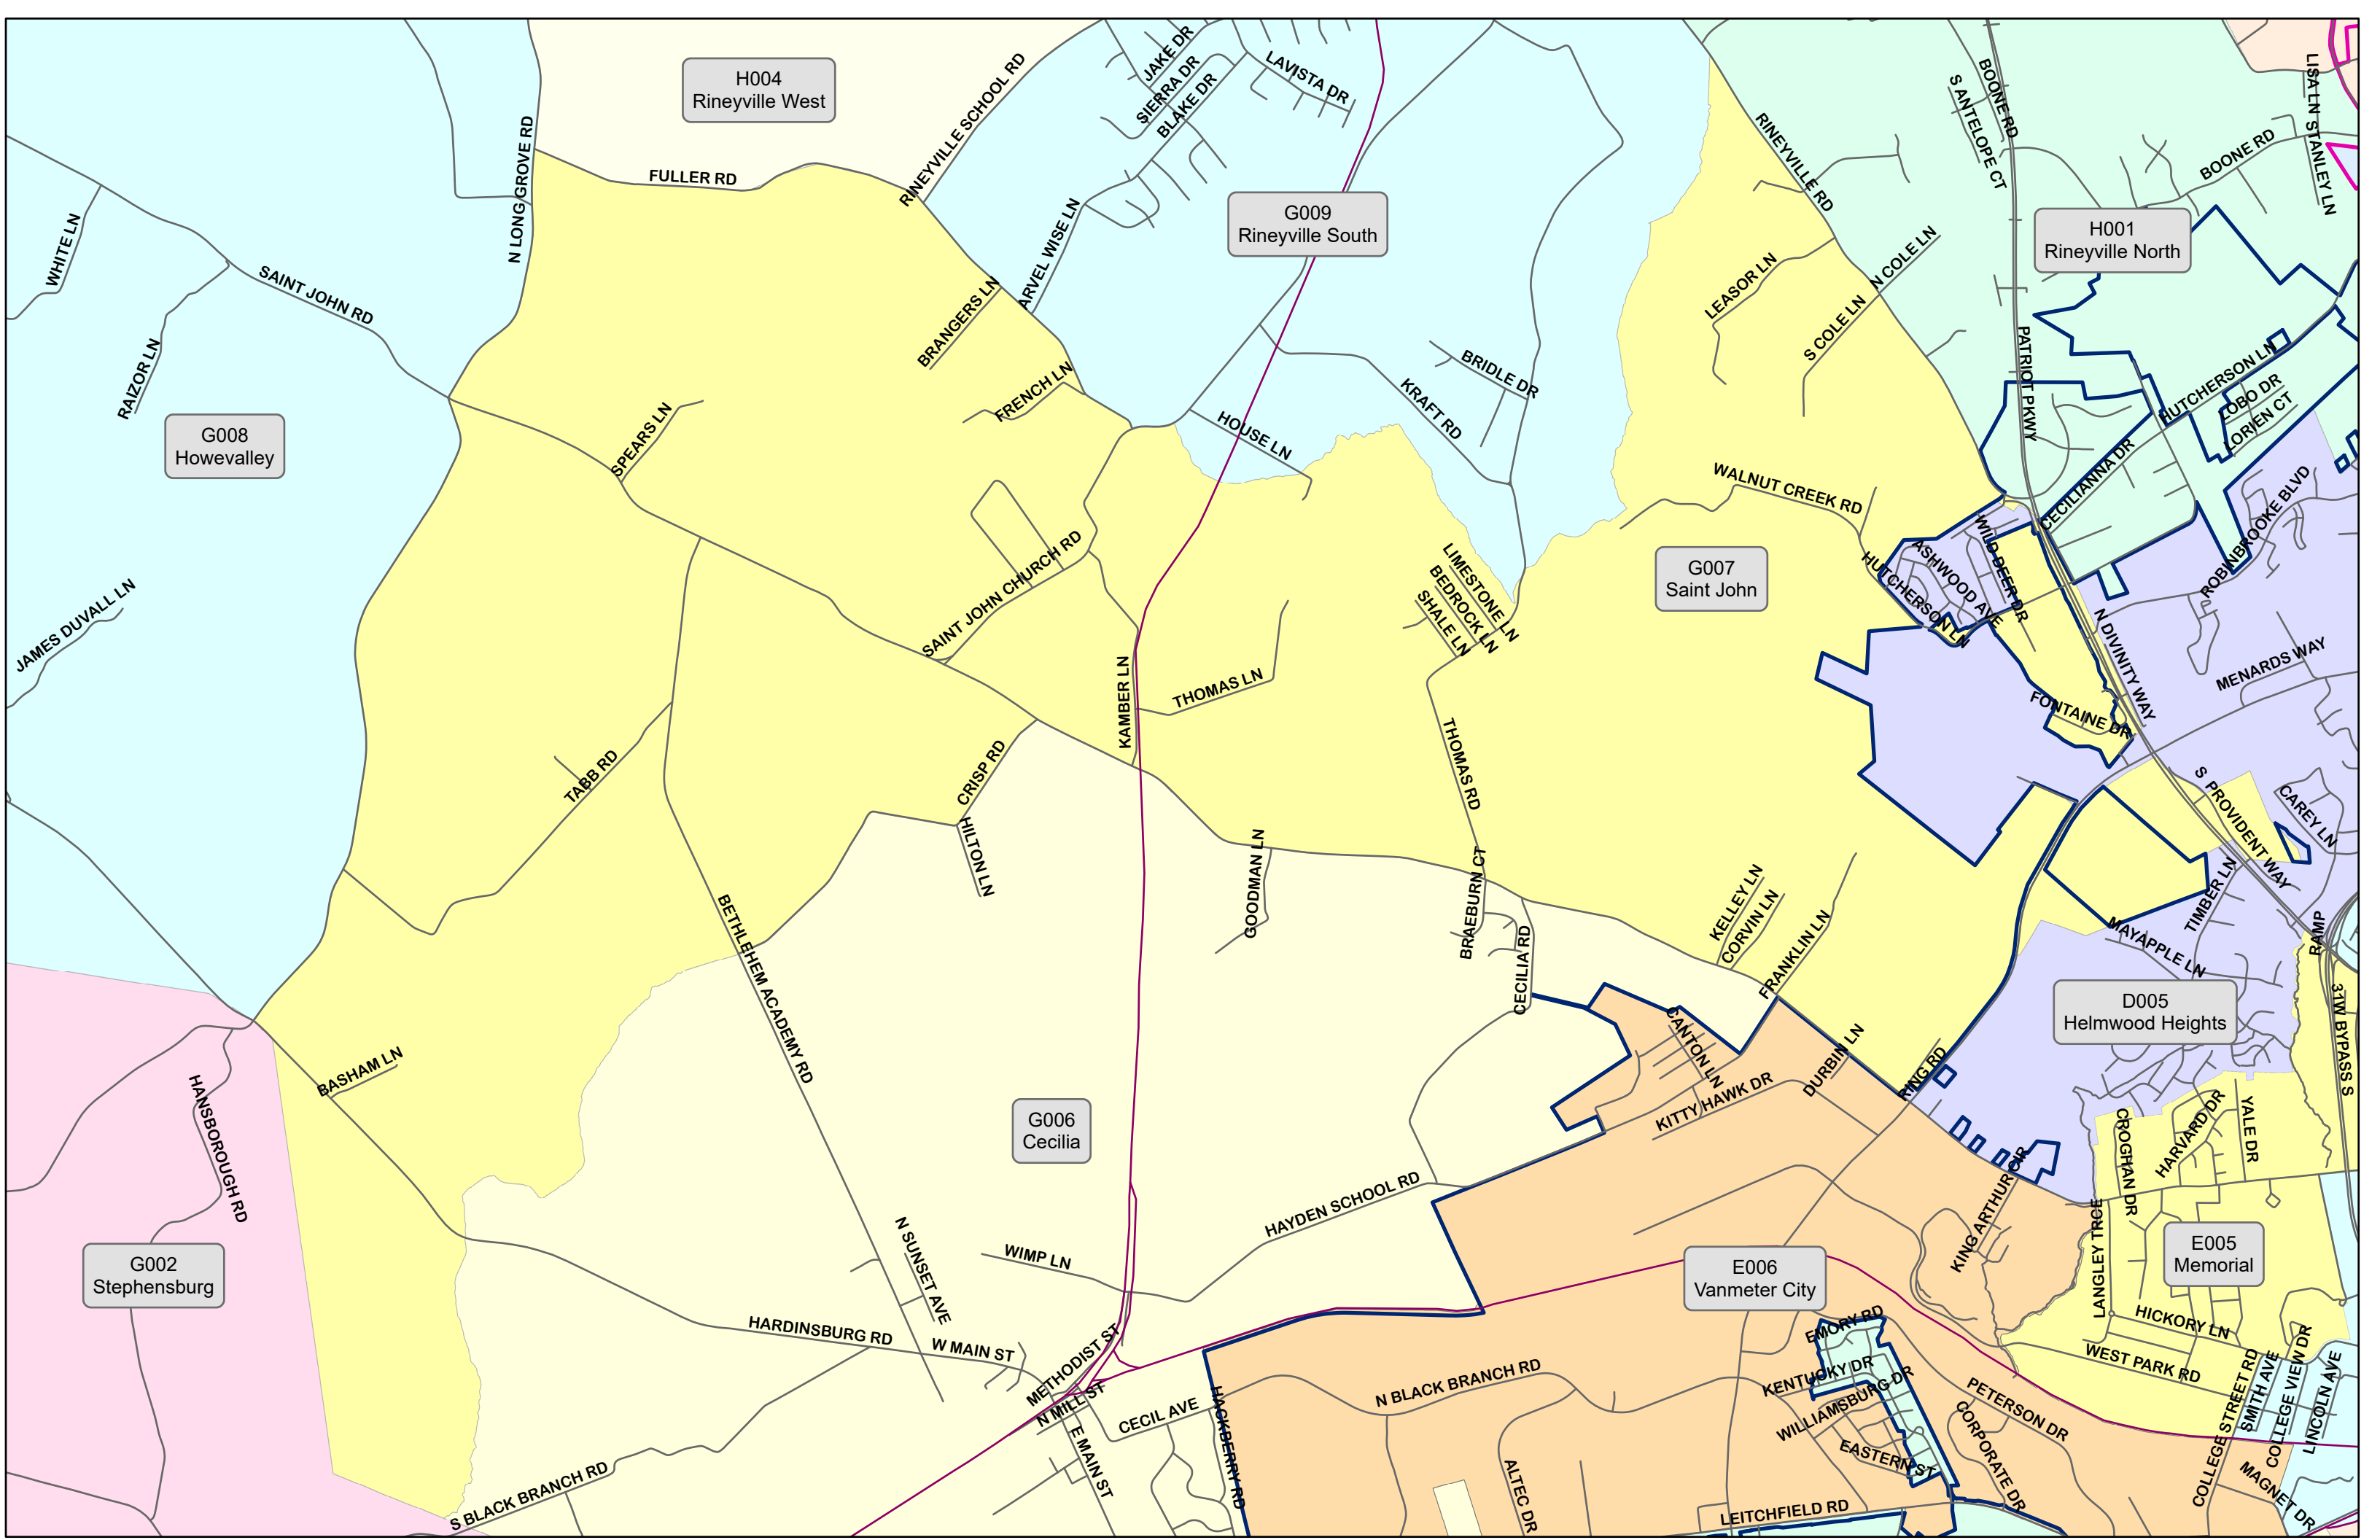 H004
Rineyville West
JAKE DR
SIERRA DR
BLAKE DR
LAVISTA DR
RINEYVILLE SCHOOL RD
FULLER RD
N LONG GROVE RD
WHITE LN
SAINT JOHN RD
RAIZOR LN
G008
Howevalley
JAMES DUVALL LN
ARVEL WISE LN
BRANGERS LN
FRENCH LN
SPEARS LN
G009
Rineyville South
BRIDLE DR
KRAFT RD
HOUSE LN
RINEYVILLE RD
S ANTELOPE CT
BOONE RD
BOONE RD
LISA LN
STANLEY LN
H001
Rineyville North
N COLE LN
S COLE LN
LEASOR LN
PATRIOT PKWY
HUTCHERSON LN
LOBO DR
LORIEN CT
CECILIANNA DR
ROBINBROOKE BLVD
WALNUT CREEK RD
G007
Saint John
HUTCHERSON LN
ASHWOOD AVE
WILD DEER DR
N DIVINITY WAY
MENARDS WAY
FONTAINE DR
S PROVIDENT WAY
CAREY LN
SAINT JOHN CHURCH RD
LIMESTONE LN
BEDROCK LN
SHALE LN
KAMBER LN
THOMAS LN
THOMAS RD
TABB RD
CRISP RD
HILTON LN
GOODMAN LN
BRAEBURN CT
CECILIA RD
KELLEY LN
CORVIN LN
FRANKLIN LN
TIMBER LN
MAYAPPLE LN
RAMP
31W BYPASS S
D005
Helmwood Heights
BETHLEHEM ACADEMY RD
BASHAM LN
HANSBOROUGH RD
G002
Stephensburg
G006
Cecilia
CANTON LN
KITTY HAWK DR
DURBIN LN
RING RD
KING ARTHUR CIR
CROGHAN DR
HARVARD DR
YALE DR
LANGLEY TRCE
E005
Memorial
HAYDEN SCHOOL RD
WIMP LN
N SUNSET AVE
HARDINSBURG RD
W MAIN ST
METHODIST ST
N MILL ST
E MAIN ST
CECIL AVE
HACKBERRY RD
S BLACK BRANCH RD
N BLACK BRANCH RD
E006
Vanmeter City
EMORY RD
KENTUCKY DR
WILLIAMSBURG DR
EASTERN ST
PETERSON DR
CORPORATE DR
ALTEC DR
LEITCHFIELD RD
HICKORY LN
WEST PARK RD
COLLEGE STREET RD
SMITH AVE
COLLEGE VIEW DR
LINCOLN AVE
MAGNET DR